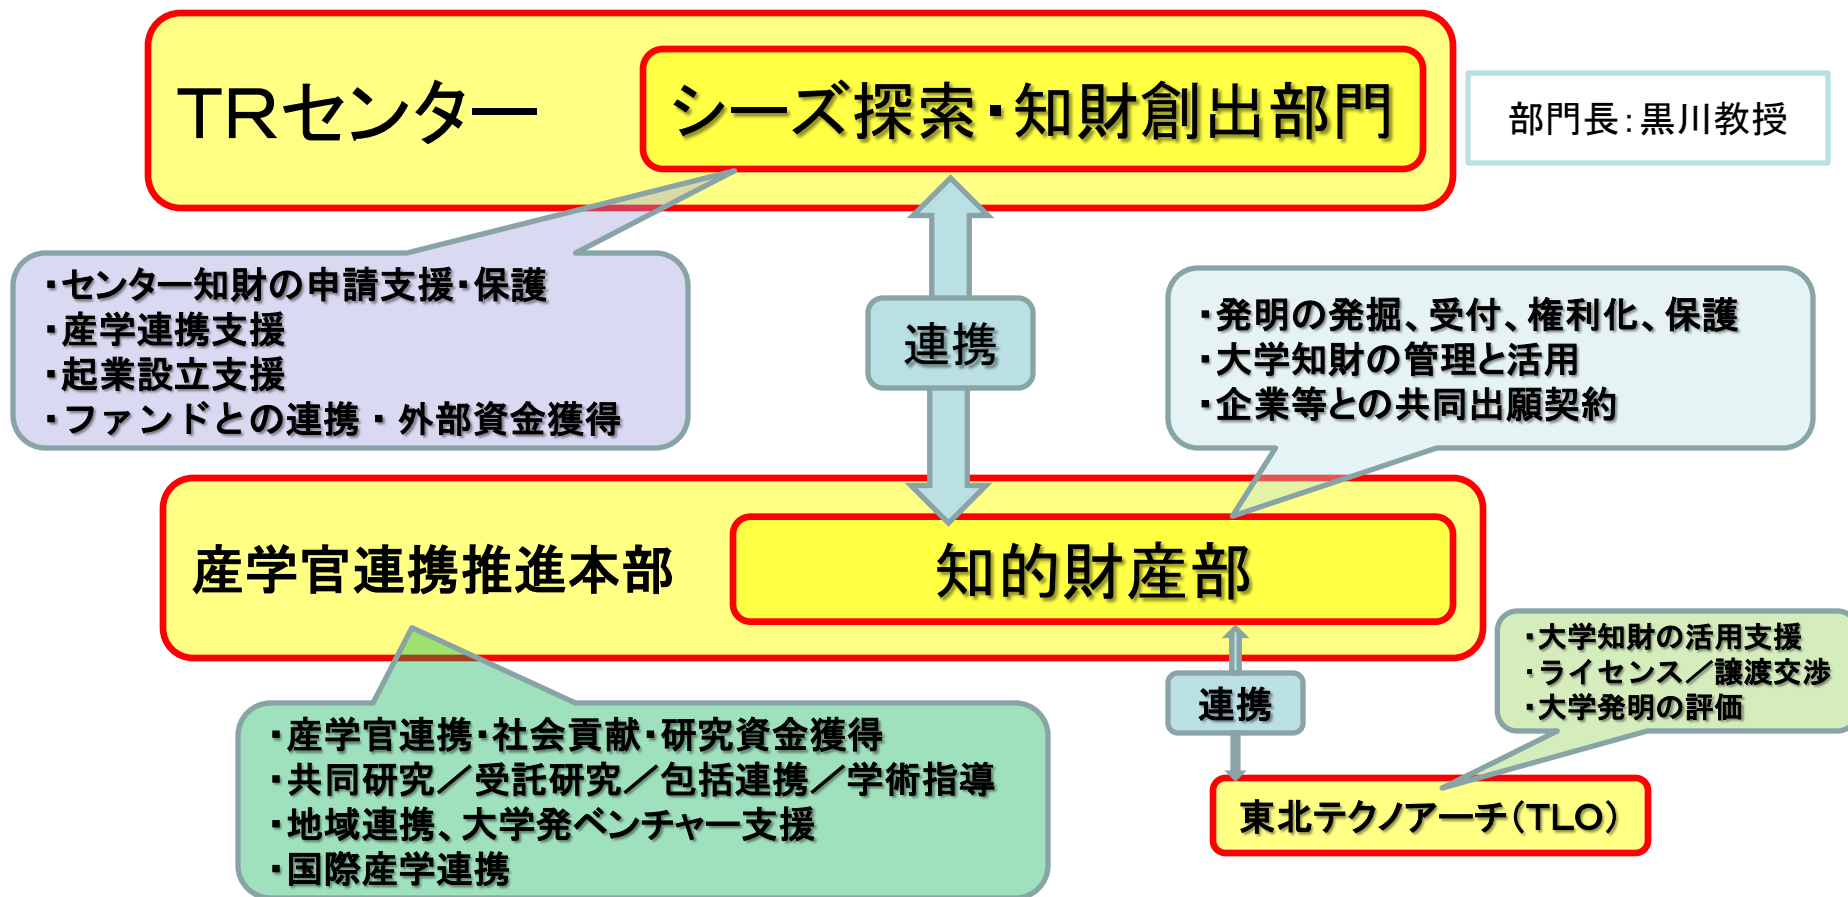 TRセンター
シーズ探索・知財創出部門
部門長：黒川教授
・センター知財の申請支援・保護
・産学連携支援
・起業設立支援
・ファンドとの連携・外部資金獲得
連携
・発明の発掘、受付、権利化、保護
・大学知財の管理と活用
・企業等との共同出願契約
産学官連携推進本部
知的財産部
・産学官連携・社会貢献・研究資金獲得
・共同研究／受託研究／包括連携／学術指導
・地域連携、大学発ベンチャー支援
・国際産学連携
連携
・大学知財の活用支援
・ライセンス／譲渡交渉
・大学発明の評価
東北テクノアーチ（TLO）